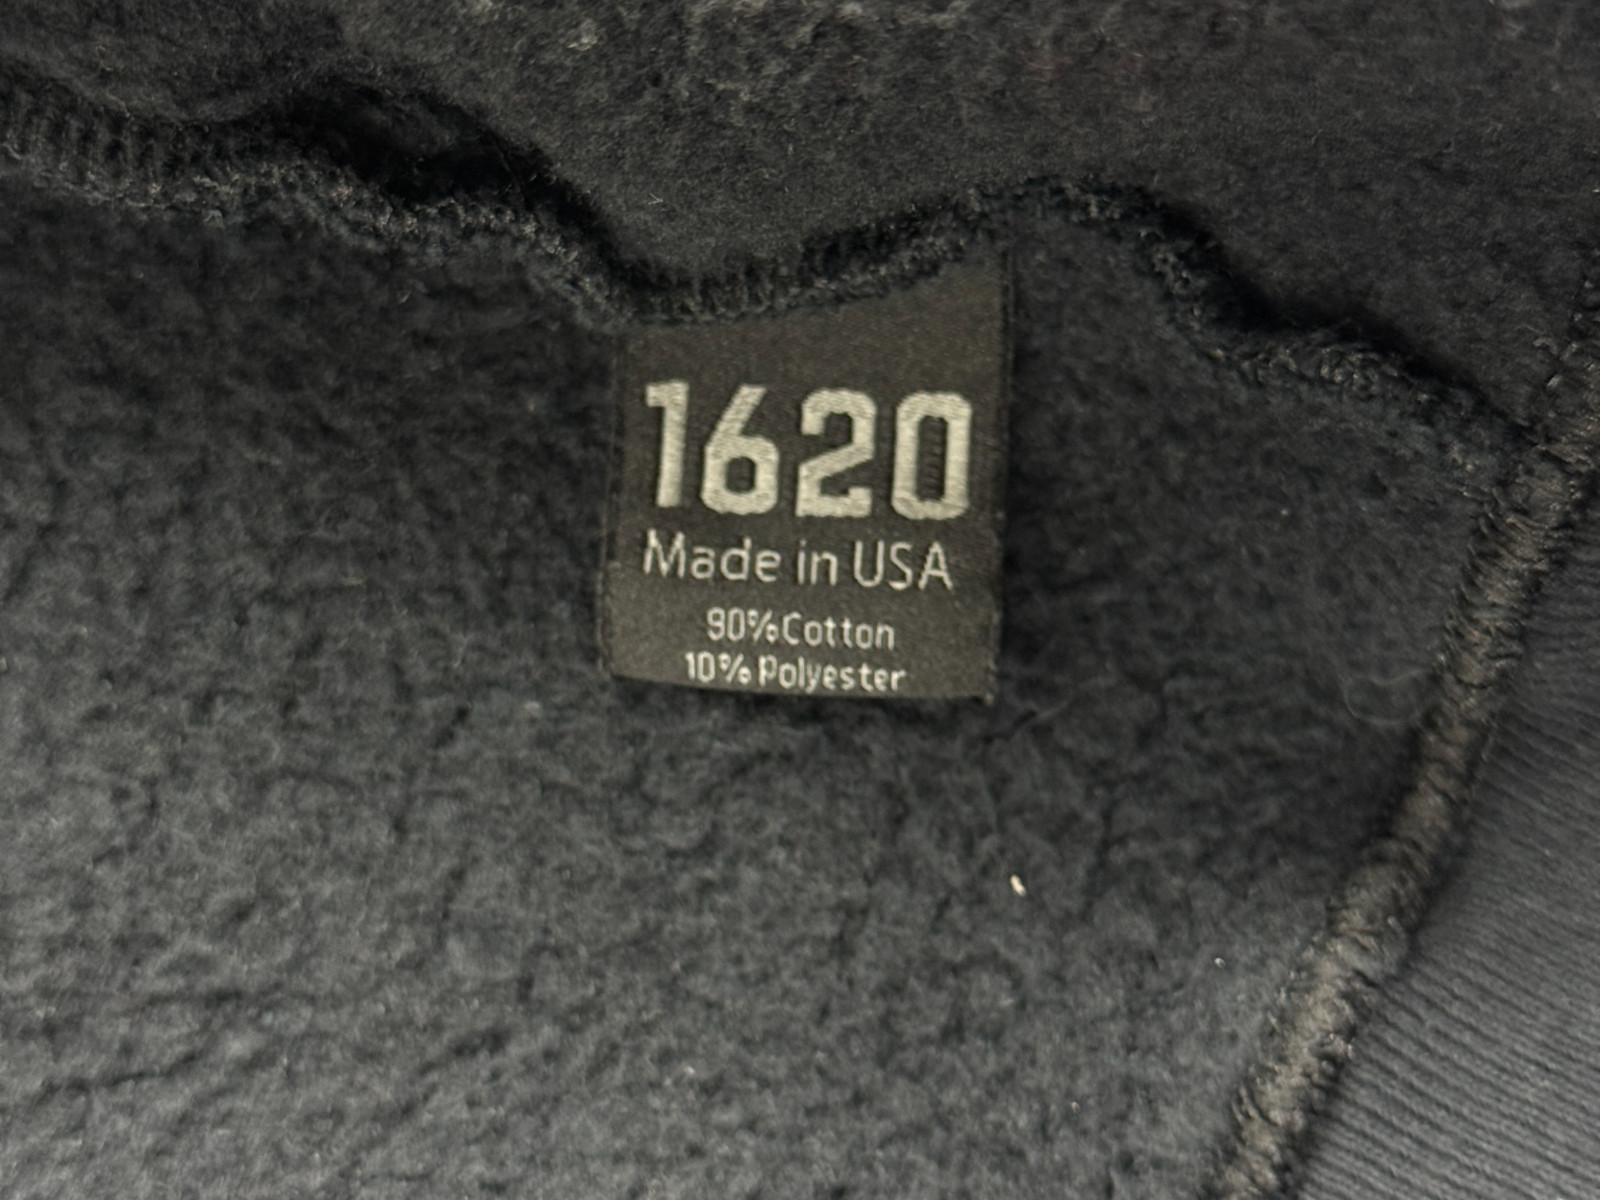 1620
Made in USA
90%Cotton
10% Polyester